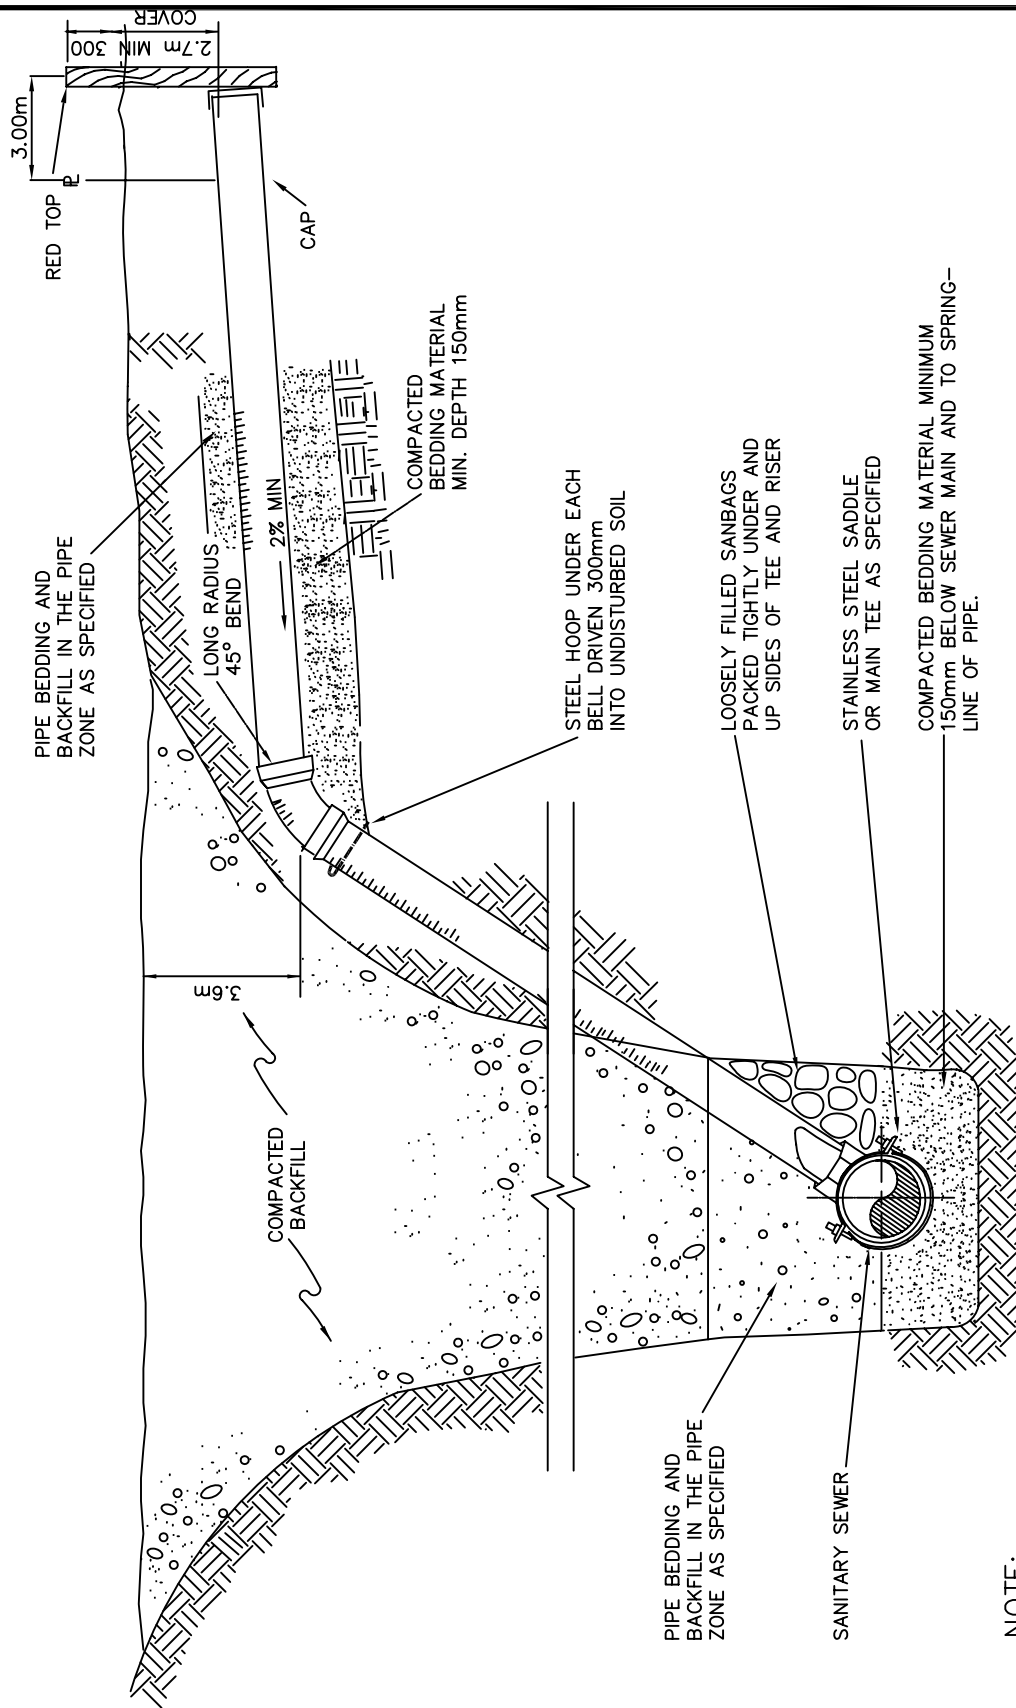 RED TOP
PL
3.00m
300
2.7m MIN
COVER
CAP
PIPE BEDDING AND
BACKFILL IN THE PIPE
ZONE AS SPECIFIED
LONG RADIUS
45° BEND
2% MIN
COMPACTED
BEDDING MATERIAL
MIN. DEPTH 150mm
3.6m
COMPACTED
BACKFILL
STEEL HOOP UNDER EACH
BELL DRIVEN 300mm
INTO UNDISTURBED SOIL
LOOSELY FILLED SANBAGS
PACKED TIGHTLY UNDER AND
UP SIDES OF TEE AND RISER
STAINLESS STEEL SADDLE
OR MAIN TEE AS SPECIFIED
COMPACTED BEDDING MATERIAL MINIMUM
150mm BELOW SEWER MAIN AND TO SPRING-
LINE OF PIPE.
PIPE BEDDING AND
BACKFILL IN THE PIPE
ZONE AS SPECIFIED
SANITARY SEWER
NOTE: